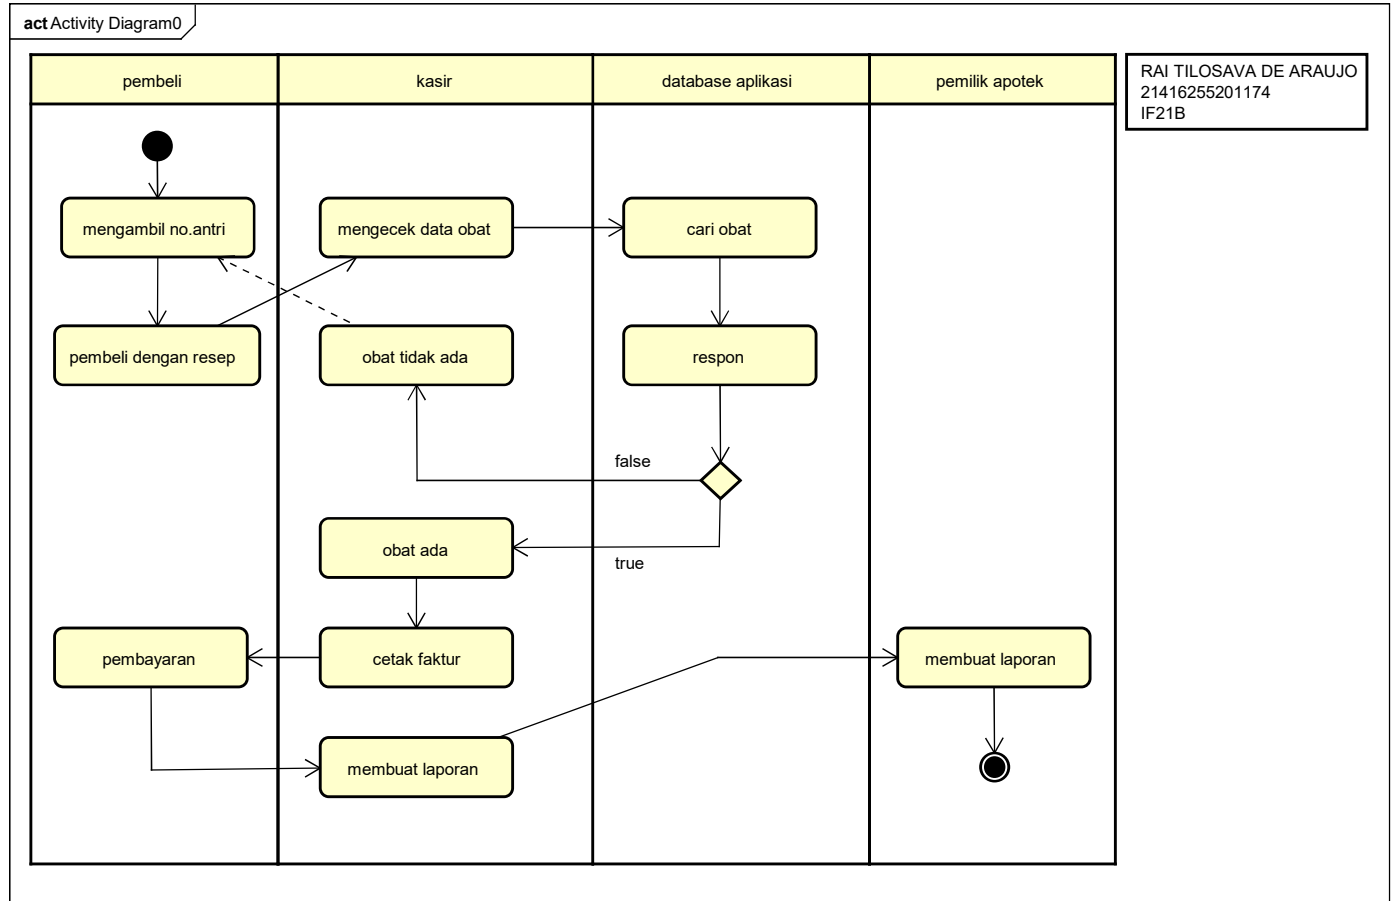 act Activity Diagram0
pembeli
kasir
database aplikasi
pemilik apotek
RAI TILOSAVA DE ARAUJO
21416255201174
IF21B
mengambil no.antri
mengecek data obat
cari obat
pembeli dengan resep
obat tidak ada
respon
false
obat ada
true
pembayaran
cetak faktur
membuat laporan
membuat laporan